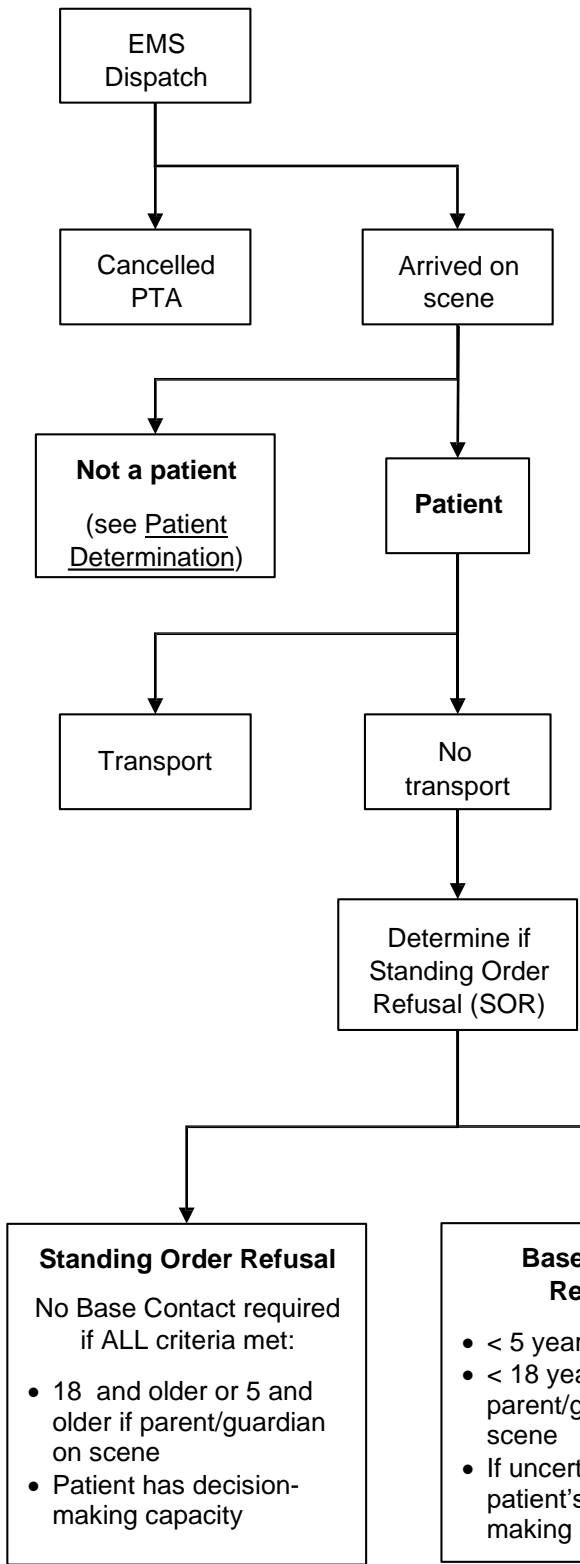 EMS
Dispatch
Cancelled
PTA
Arrived on
scene
Not a patient
(see Patient
Determination)
Patient
Transport
No
transport
Determine if
Standing Order
Refusal (SOR)
Standing Order Refusal
No Base Contact required
if ALL criteria met:
• 18 and older or 5 and
older if parent/guardian
on scene
• Patient has decision-
making capacity
Base
Re
• < 5 year
• < 18 yea
parent/g
scene
• If uncert
patient's
making